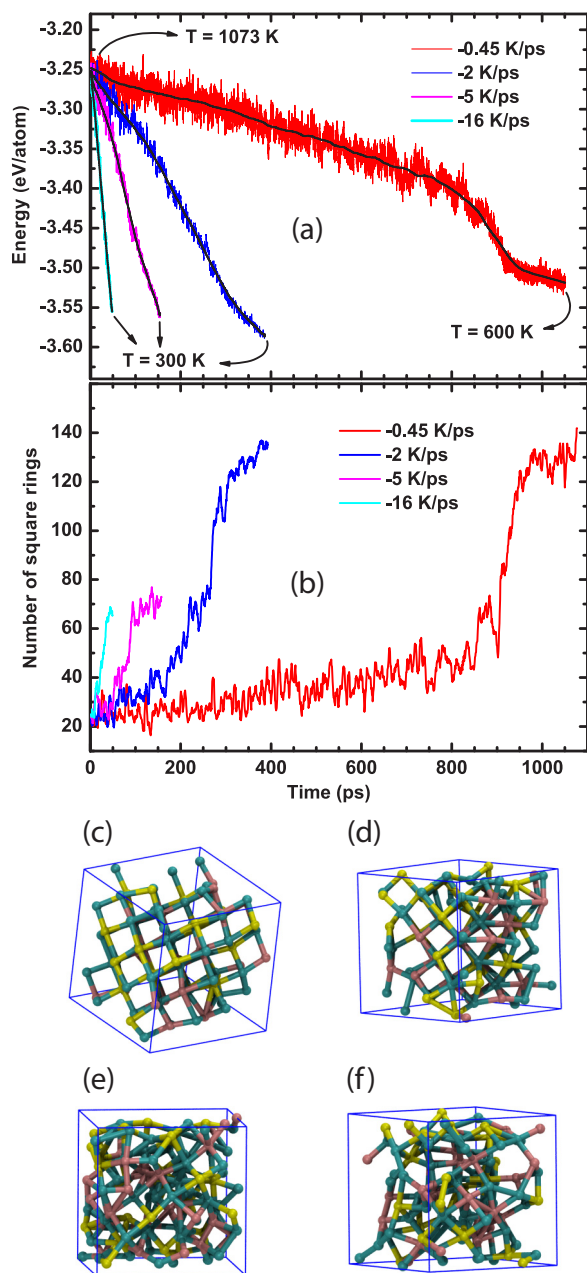 T = 1073 K
-0.45 K/ps
-2 K/ps
-5 K/ps
-16 K/ps
-3.20
-3.25
-3.30
-3.35
-3.40
-3.45
-3.50
-3.55
-3.60
Energy (eV/atom)
(a)
T = 300 K
T = 600 K
-0.45 K/ps
-2 K/ps
-5 K/ps
-16 K/ps
140
120
100
80
60
40
20
Number of square rings
(b)
0 200 400 600 800 1000
Time (ps)
(c) (d)
(e) (f)